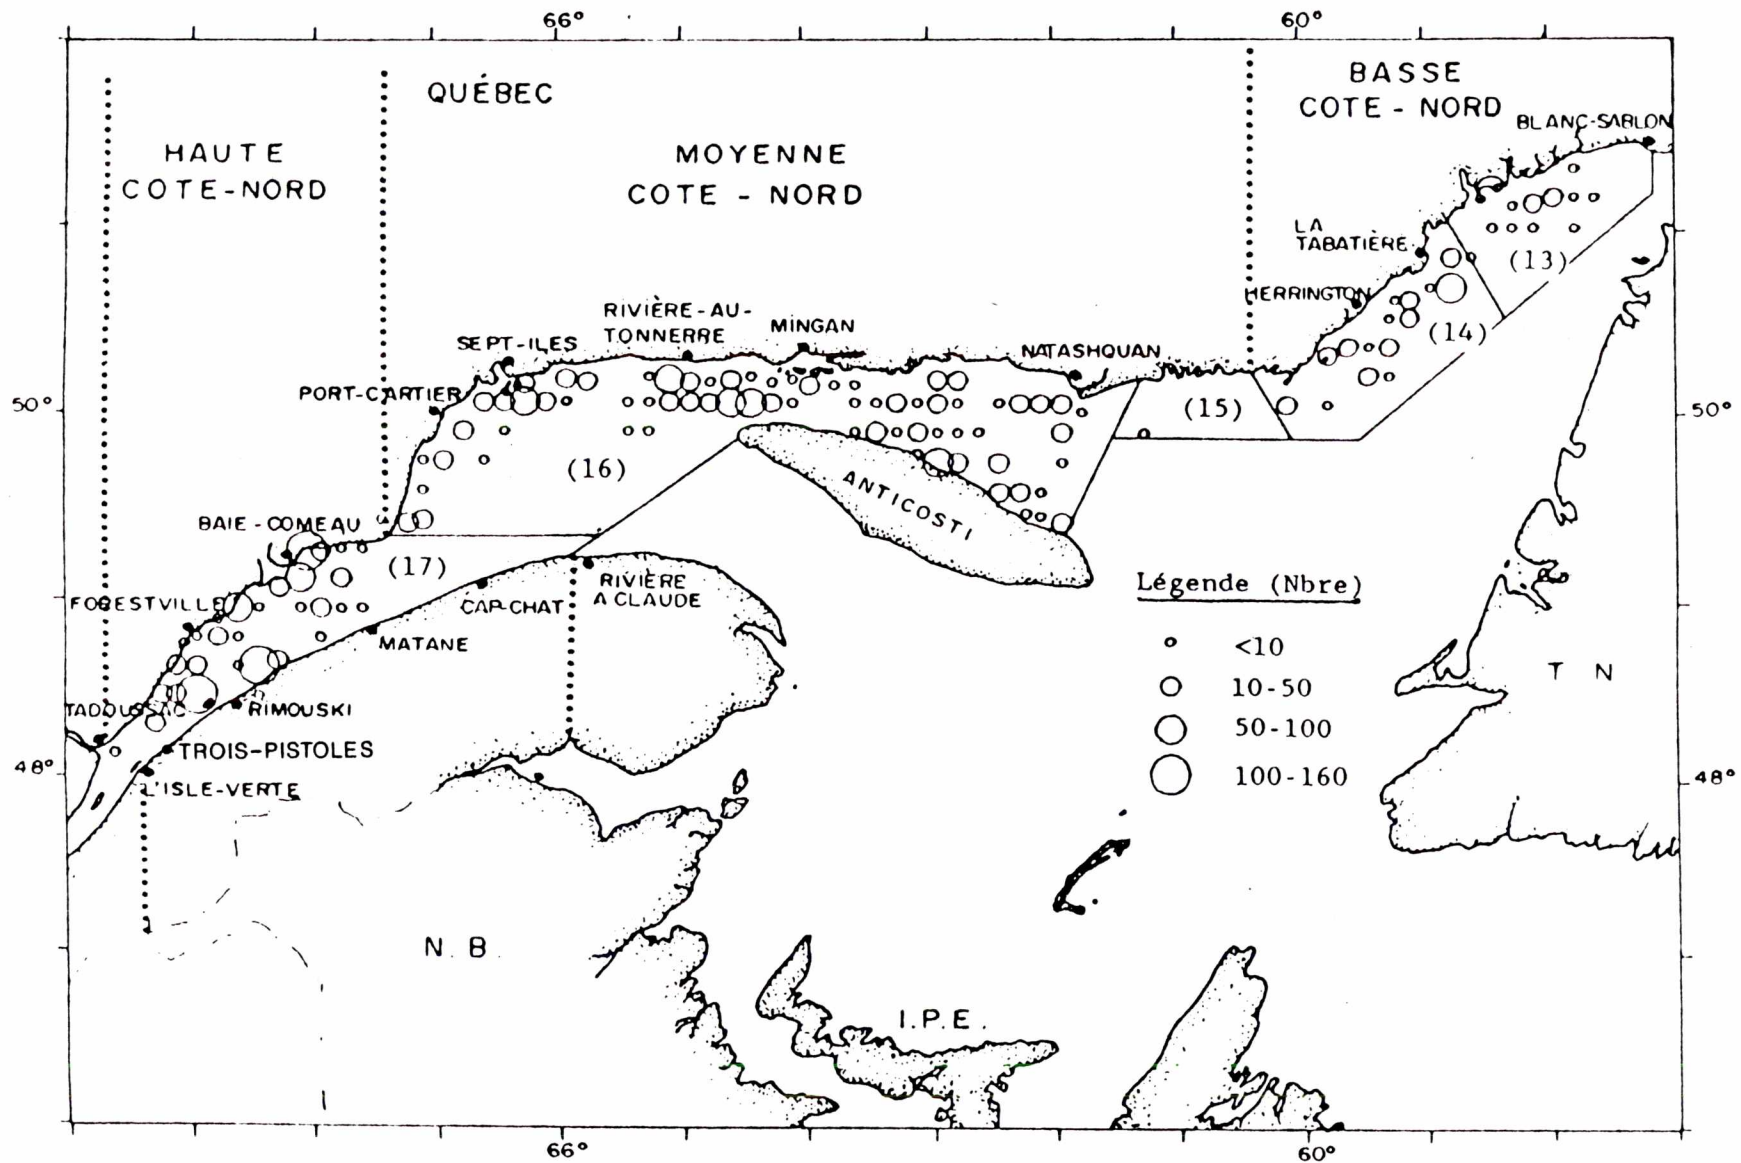 66°
60°
QUÉBEC
BASSE
COTE - NORD
BLANC-SABLON
HAUTE
COTE-NORD
MOYENNE
COTE - NORD
LA
TABATIÈRE
(13)
HERRINGTON
(14)
RIVIÈRE-AU-
TONNERRE
MINGAN
SEPT-ILES
NATASHQUAN
PORT-CARTIER
50°
50°
(15)
(16)
ANTICOSTI
BAIE-COMEAU
(17)
RIVIÈRE
A CLAUDE
CAP-CHAT
FORESTVILLE
MATANE
Légende (Nbre)
<10
10-50
50-100
100-160
T N
TADOUSSAC
RIMOUSKI
TROIS-PISTOLES
48°
48°
L'ISLE-VERTE
N.B.
I.P.E.
66°
60°